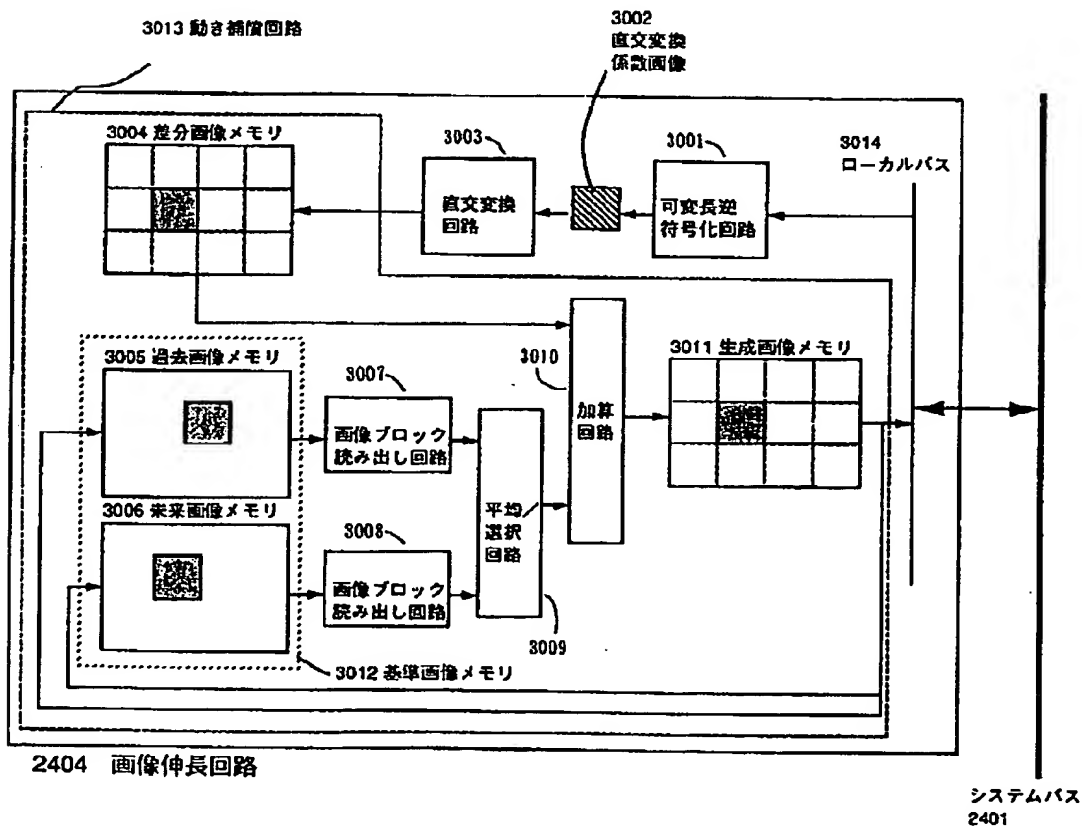 3013 動き補償回路
3002
直交変換
係数画像
3004 差分画像メモリ
3003
3001
3014
ローカルバス
直交変換
回路
可変長逆
符号化回路
3005 過去画像メモリ
3007
3010
3011 生成画像メモリ
画像ブロック
読み出し回路
加算
回路
3006 未来画像メモリ
3008
平均
選択
回路
画像ブロック
読み出し回路
3009
3012 基準画像メモリ
2404 画像伸長回路
システムバス
2401